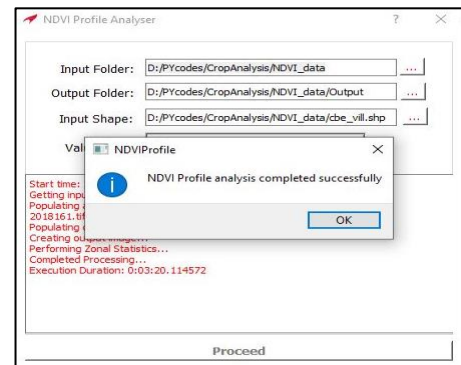 NDVI Profile Analyser ? ×
Input Folder: D:/PYcodes/CropAnalysis/NDVI_data ...
Output Folder: D:/PYcodes/CropAnalysis/NDVI_data/Output ...
Input Shape: D:/PYcodes/CropAnalysis/NDVI_data/cbe_vill.shp ...
NDVIProfile ×
NDVI Profile analysis completed successfully
OK
Start time:
Getting
Populating
2018161.tif
Populating
Creating output image...
Performing Zonal Statistics...
Completed Processing...
Execution Duration: 0:03:20.114572
Proceed